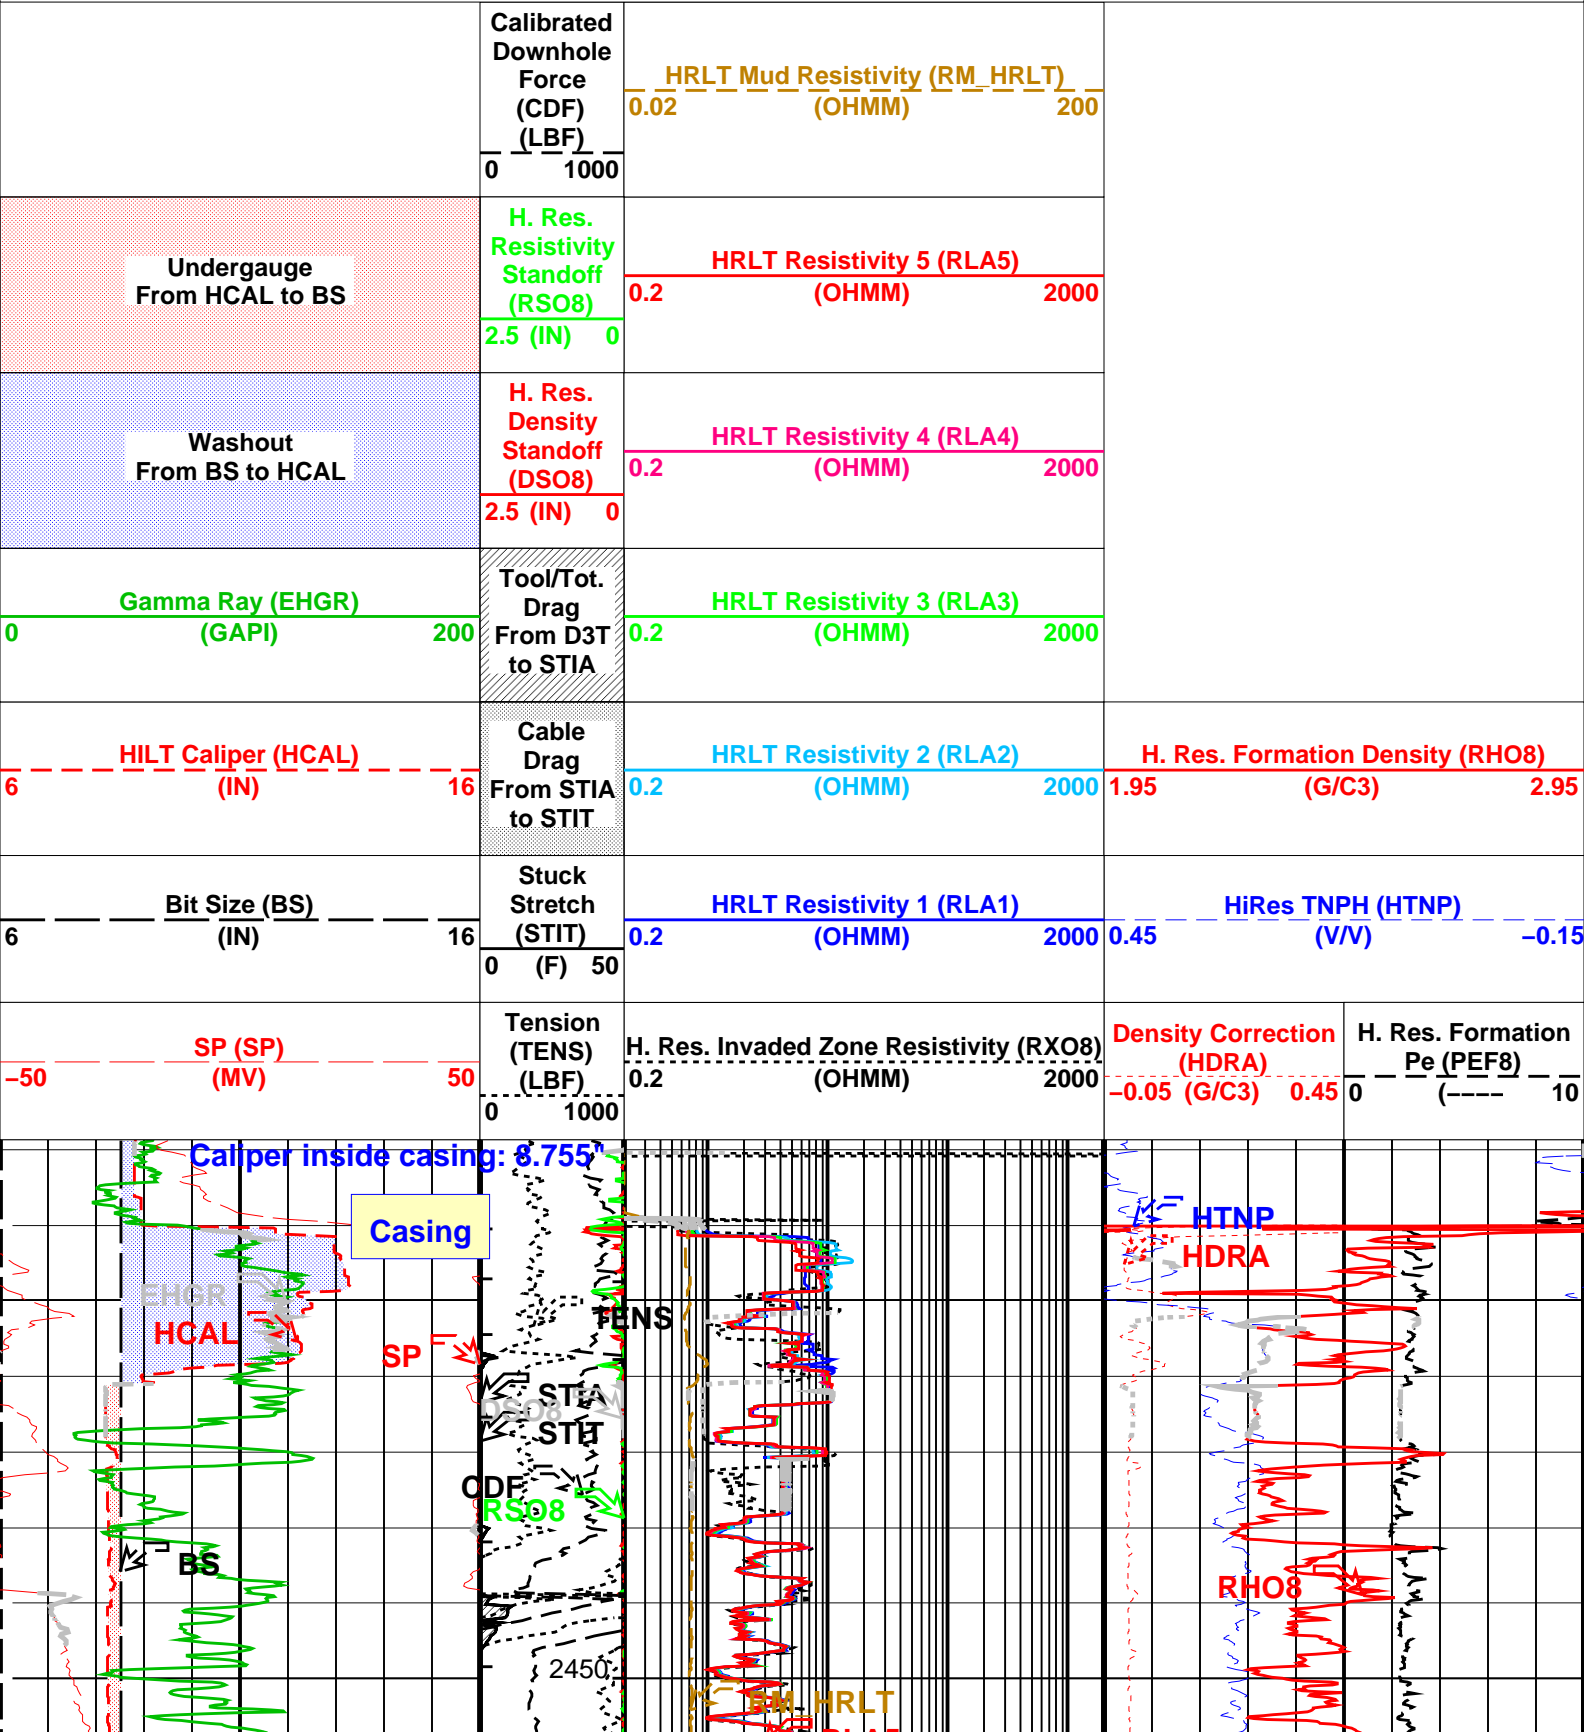 Calibrated
Downhole
Force
(CDF)
(LBF)
0 1000
HRLT Mud Resistivity (RM_HRLT)
0.02 (OHMM) 200
Undergauge
From HCAL to BS
H. Res.
Resistivity
Standoff
(RSO8)
2.5 (IN) 0
HRLT Resistivity 5 (RLA5)
0.2 (OHMM) 2000
Washout
From BS to HCAL
H. Res.
Density
Standoff
(DSO8)
2.5 (IN) 0
HRLT Resistivity 4 (RLA4)
0.2 (OHMM) 2000
Gamma Ray (EHGR)
0 (GAPI) 200
Tool/Tot.
Drag
From D3T
to STIA
HRLT Resistivity 3 (RLA3)
0.2 (OHMM) 2000
HILT Caliper (HCAL)
6 (IN) 16
Cable
Drag
From STIA
to STIT
HRLT Resistivity 2 (RLA2)
0.2 (OHMM) 2000
H. Res. Formation Density (RHO8)
1.95 (G/C3) 2.95
Bit Size (BS)
6 (IN) 16
Stuck
Stretch
(STIT)
0 (F) 50
HRLT Resistivity 1 (RLA1)
0.2 (OHMM) 2000
HiRes TNPH (HTNP)
0.45 (V/V) −0.15
SP (SP)
−50 (MV) 50
Tension
(TENS)
(LBF)
0 1000
H. Res. Invaded Zone Resistivity (RXO8)
0.2 (OHMM) 2000
Density Correction
(HDRA)
−0.05 (G/C3) 0.45
H. Res. Formation
Pe (PEF8)
0 (−−−− 10
Caliper inside casing: 8.755"
Casing
HTNP
HDRA
EHGR
HCAL
TENS
SP
STIA
DSO8
STIT
CDF
RSO8
BS
RHO8
2450
RM_HRLT
RLA5